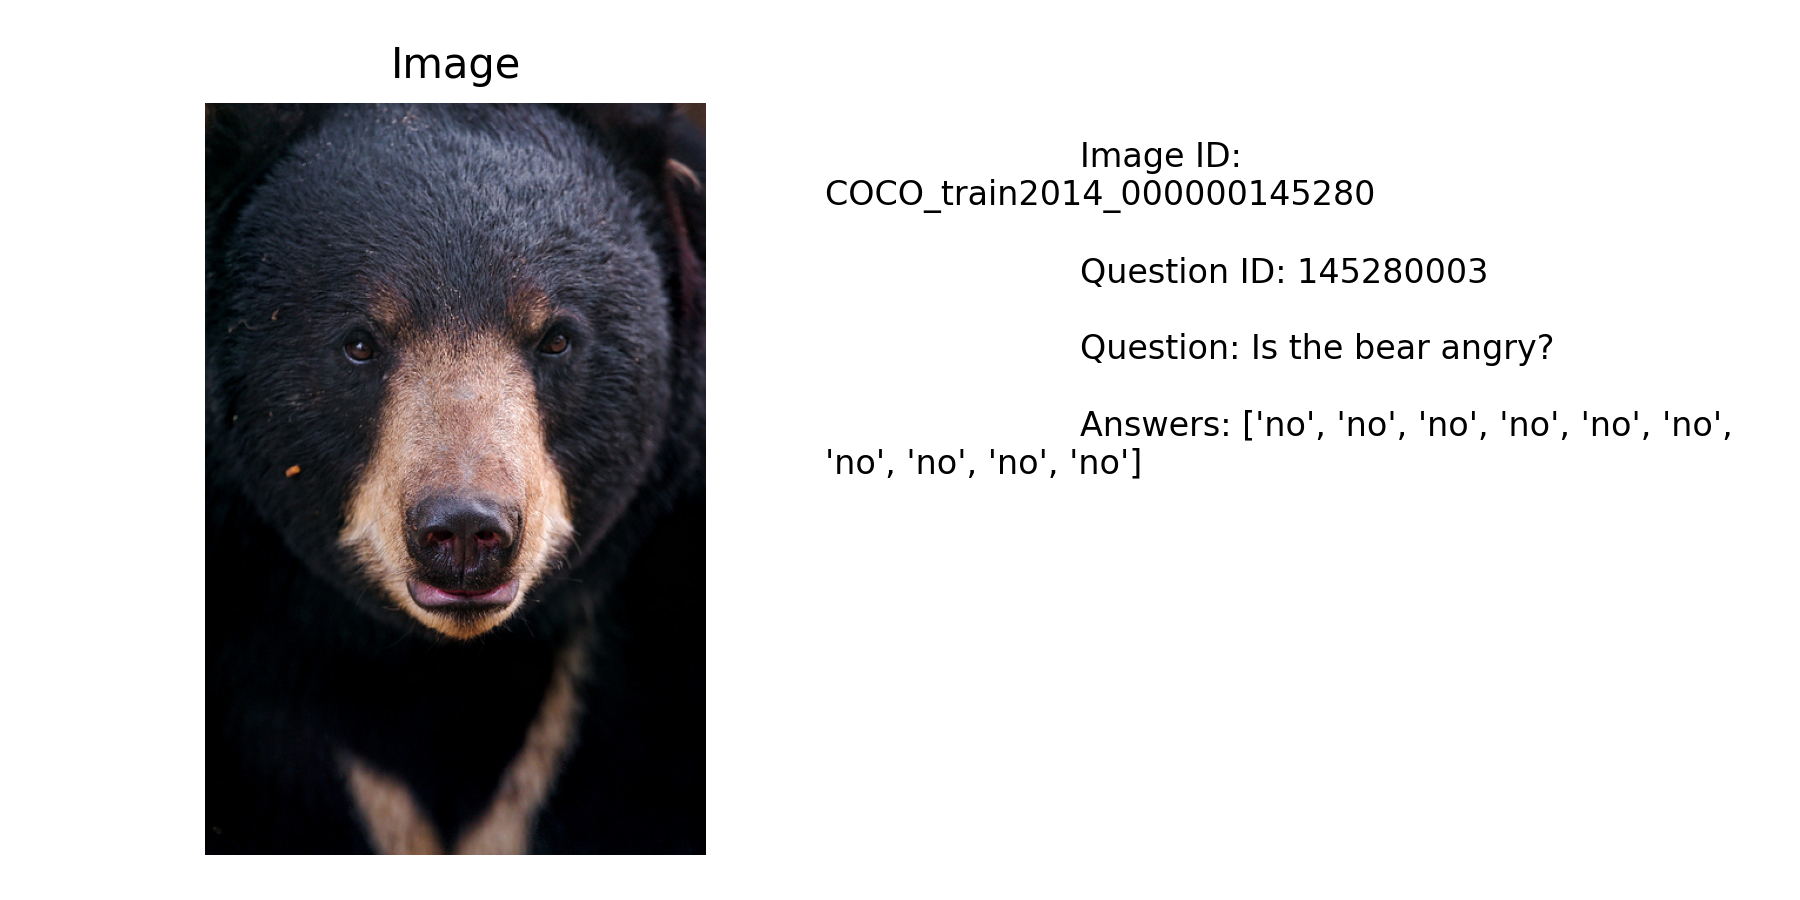 Image
Image ID:
COCO_train2014_000000145280
Question ID: 145280003
Question: Is the bear angry?
Answers: ['no', 'no', 'no', 'no', 'no', 'no',
'no', 'no', 'no', 'no']